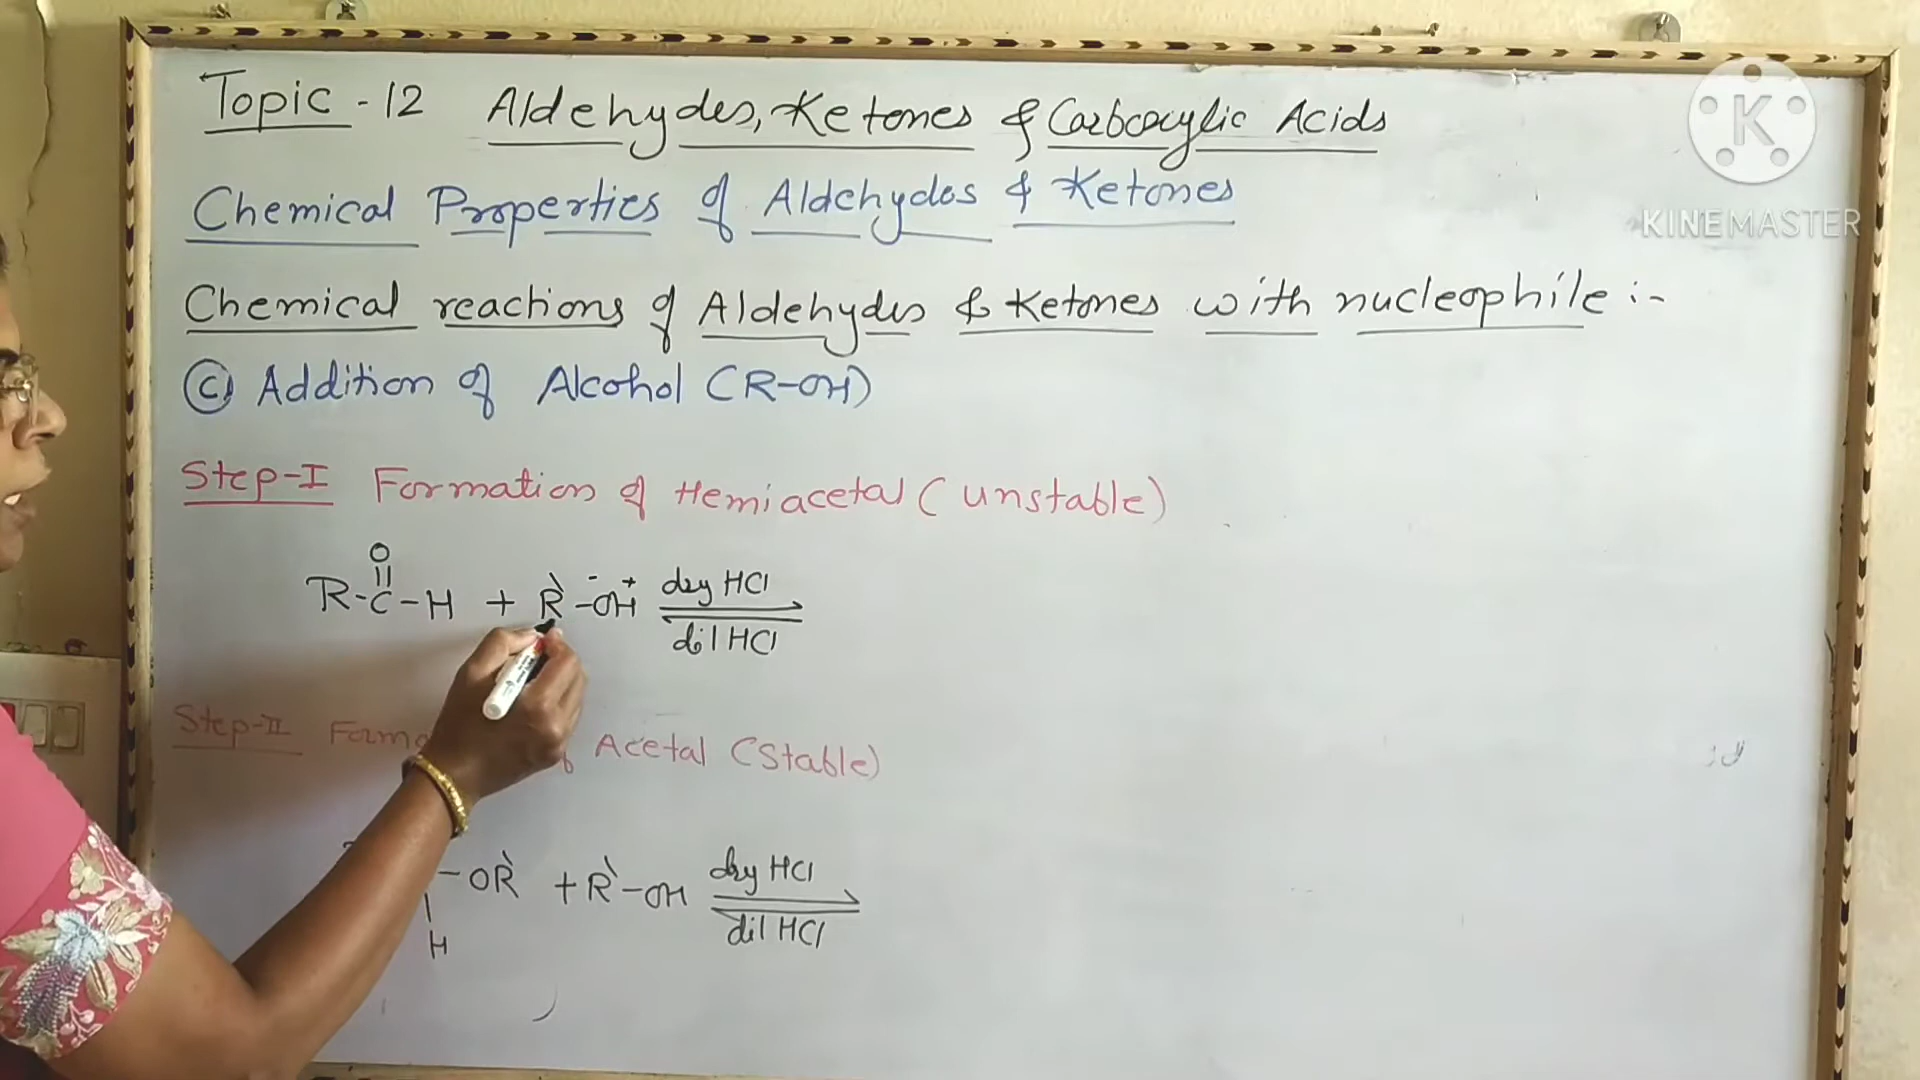 Topic - 12 Aldehydes, Ketones & Carboxylic Acids
K
KINEMASTER
Chemical Properties of Aldehydes & Ketones
Chemical reactions of Aldehydes & Ketones with nucleophile :-
(C) Addition of Alcohol (R-OH)
Step-I Formation of Hemiacetal (unstable)
O
||
R-C-H + R`-OH dry HCl
- +
dil HCl
Step-II of Acetal (Stable)
-OR` + R`-OH dry HCl
|
dil HCl
H